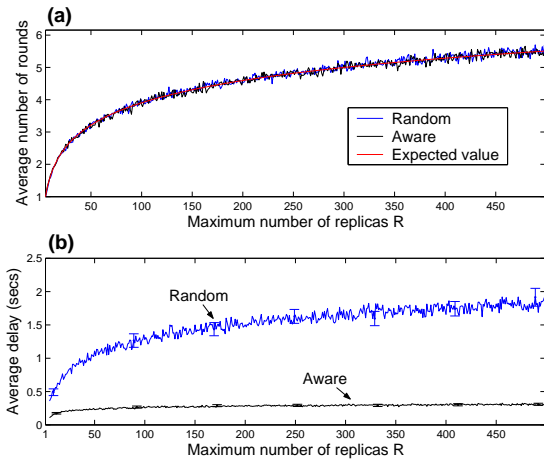 (a)
Average number of rounds
6
5
4
3
2
1
50 100 150 200 250 300 350 400 450
Maximum number of replicas R
Random
Aware
Expected value
(b)
Average delay (secs)
2.5
2
1.5
1
0.5
0
1 50 100 150 200 250 300 350 400 450
Maximum number of replicas R
Random
Aware